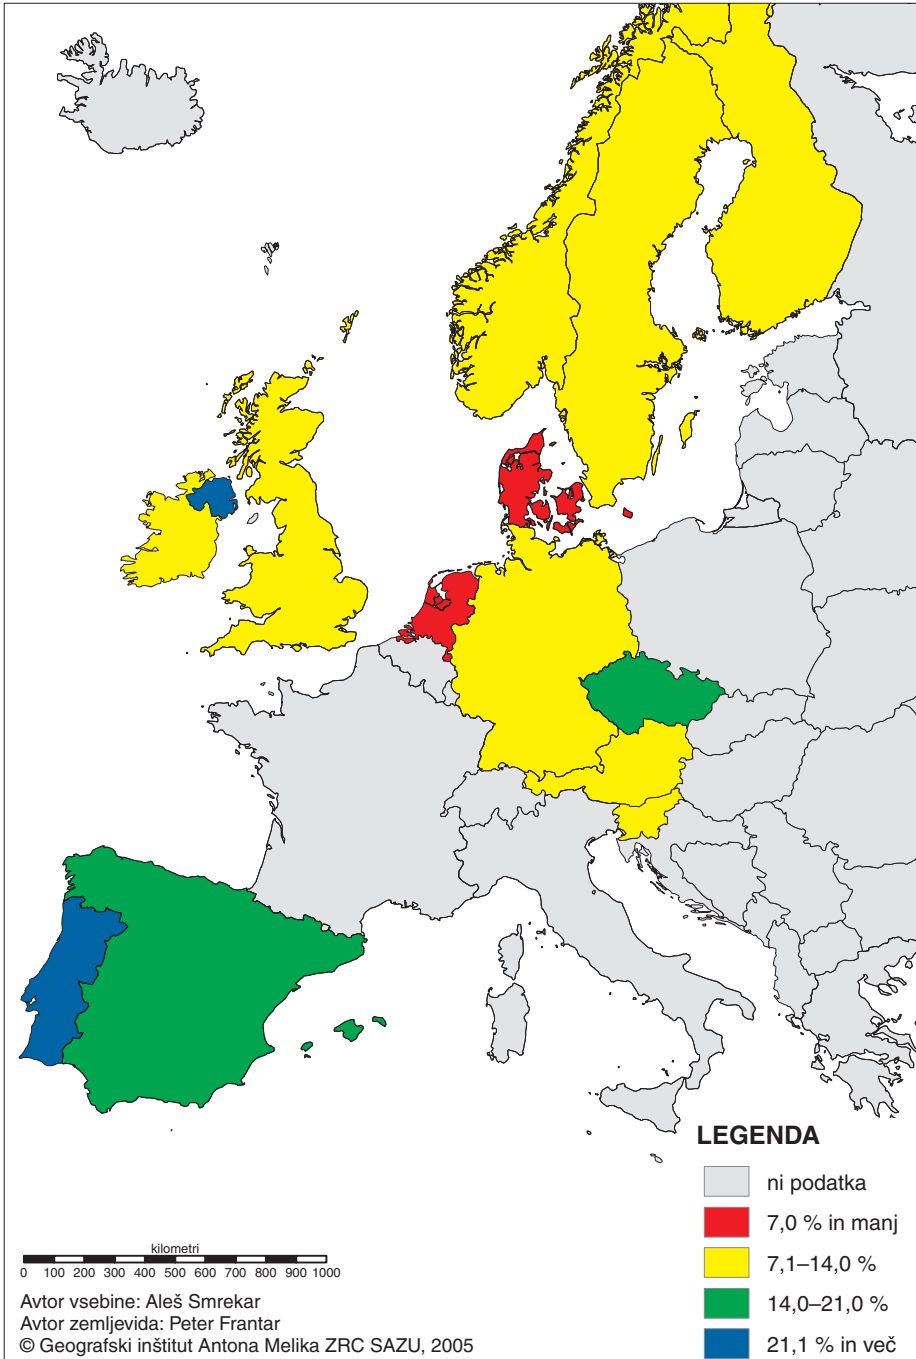 LEGENDA
ni podatka
7,0 % in manj
7,1–14,0 %
14,0–21,0 %
21,1 % in več
kilometri
0 100 200 300 400 500 600 700 800 900 1000
Avtor vsebine: Aleš Smrekar
Avtor zemljevida: Peter Frantar
© Geografski inštitut Antona Melika ZRC SAZU, 2005